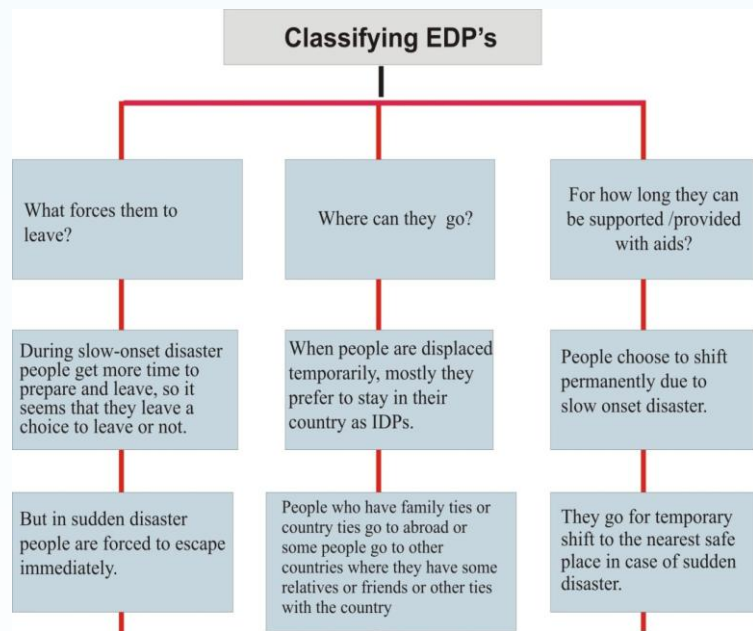 Classifying EDP's
What forces them to
leave?
Where can they go?
For how long they can
be supported /provided
with aids?
During slow-onset disaster
people get more time to
prepare and leave, so it
seems that they leave a
choice to leave or not.
When people are displaced
temporarily, mostly they
prefer to stay in their
country as IDPs.
People choose to shift
permanently due to
slow onset disaster.
But in sudden disaster
people are forced to escape
immediately.
People who have family ties or
country ties go to abroad or
some people go to other
countries where they have some
relatives or friends or other ties
with the country
They go for temporary
shift to the nearest safe
place in case of sudden
disaster.